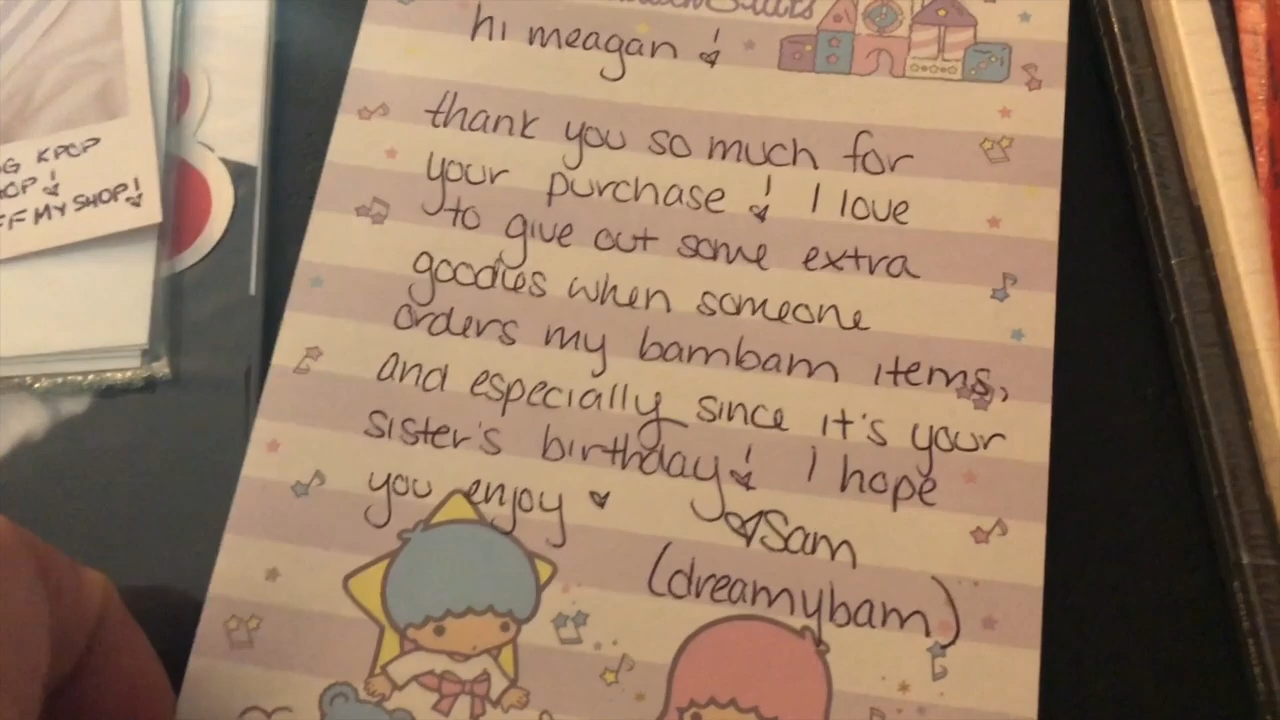 hi meagan!
thank you so much for
your purchase! I love
to give out some extra
goodies when someone
orders my bambam items,
and especially since it's your
sister's birthday! I hope
you enjoy ♥
♥Sam
(dreamybam)
KPOP
OP!
FF MY SHOP!